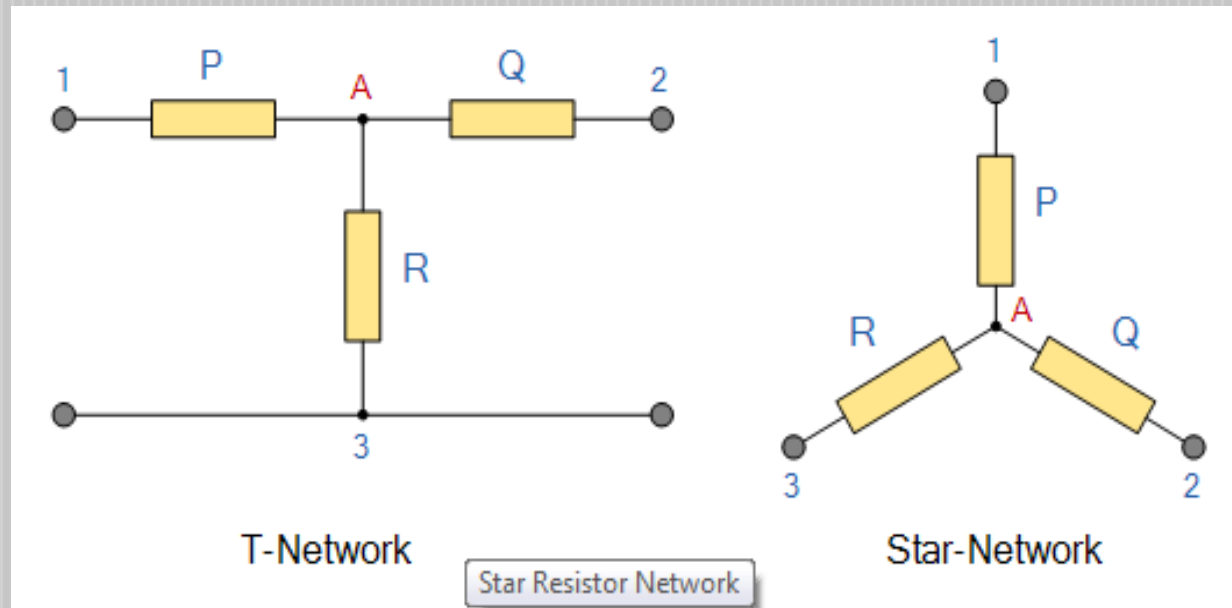 1
P
A
Q
2
R
3
T-Network
1
P
A
R
Q
3
2
Star-Network
Star Resistor Network